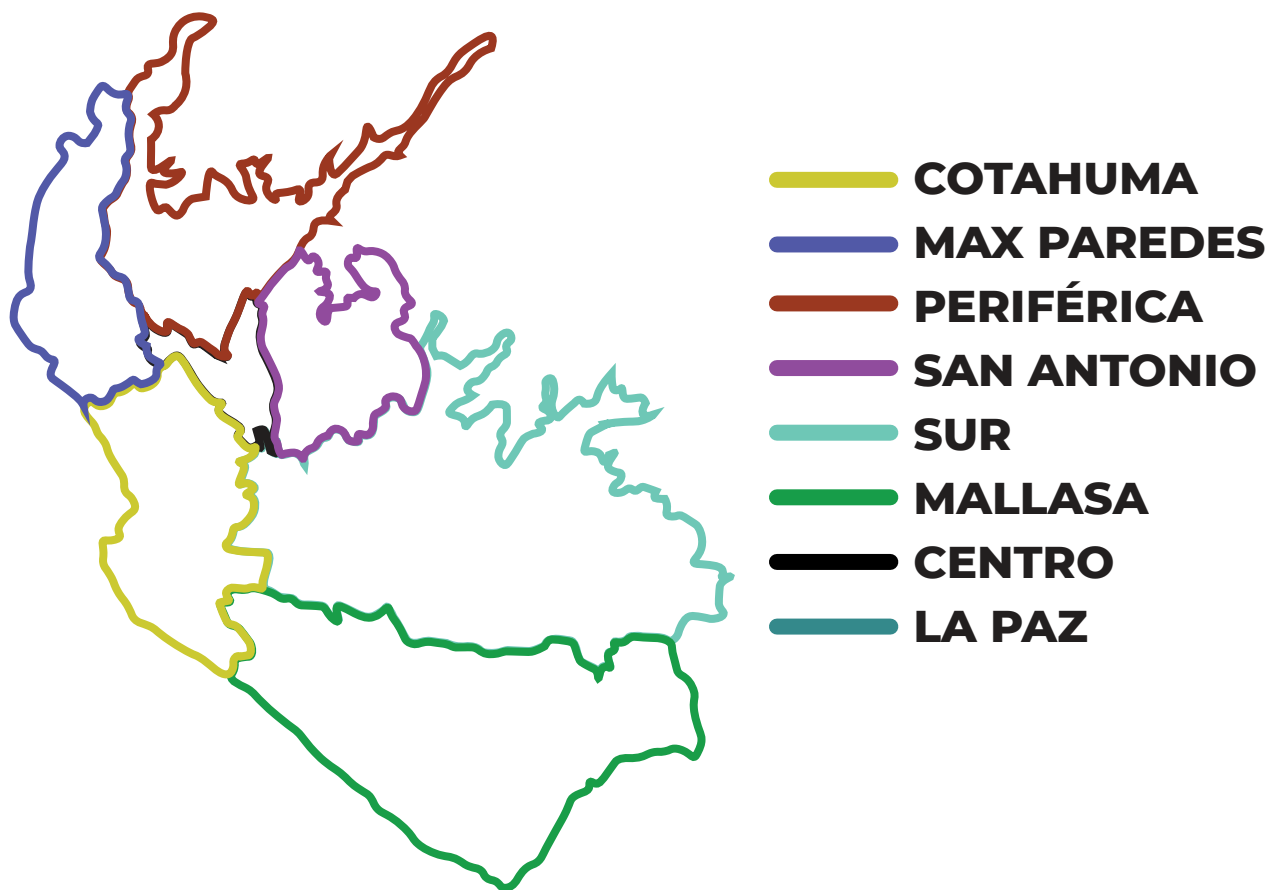 COTAHUMA
MAX PAREDES
PERIFÉRICA
SAN ANTONIO
SUR
MALLASA
CENTRO
LA PAZ